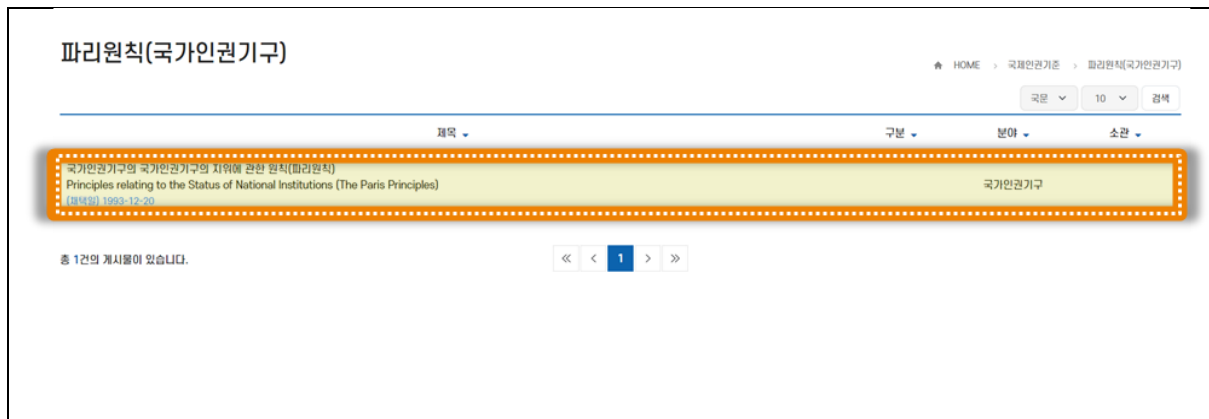 파리원칙(국가인권기구)
HOME > 국제인권기준 > 파리원칙(국가인권기구)
국문 10 검색
제목 구분 분야 소관
국가인권기구의 국가인권기구의 지위에 관한 원칙(파리원칙)
Principles relating to the Status of National Institutions (The Paris Principles) 국가인권기구
(채택일) 1993-12-20
총 1건의 게시물이 있습니다. « < 1 > »